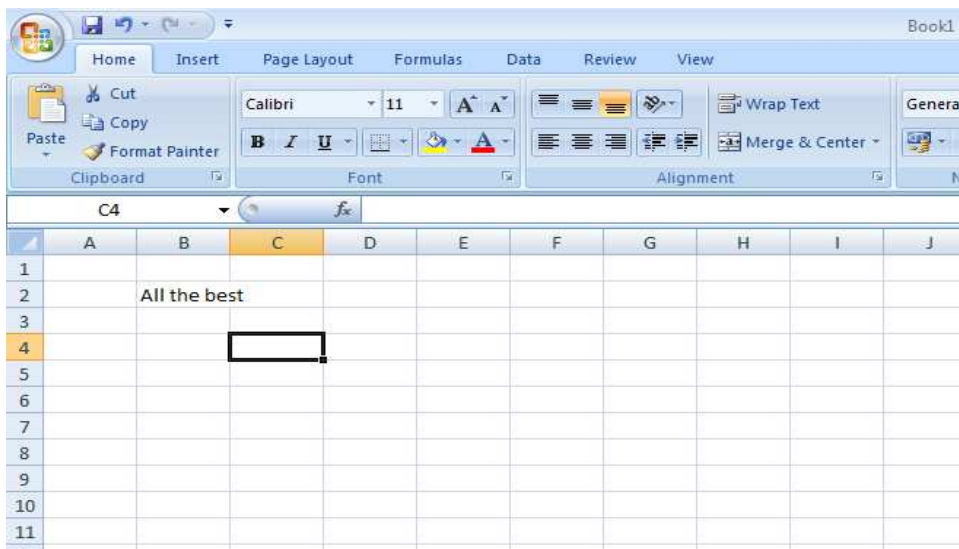 Book1
Home Insert Page Layout Formulas Data Review View
Cut
Copy
Paste
Format Painter
Calibri 11 A A
B I U A
Wrap Text
Merge & Center
Genera
Clipboard Font Alignment N
C4 fx
A B C D E F G H I J
1
2 All the best
3
4
5
6
7
8
9
10
11